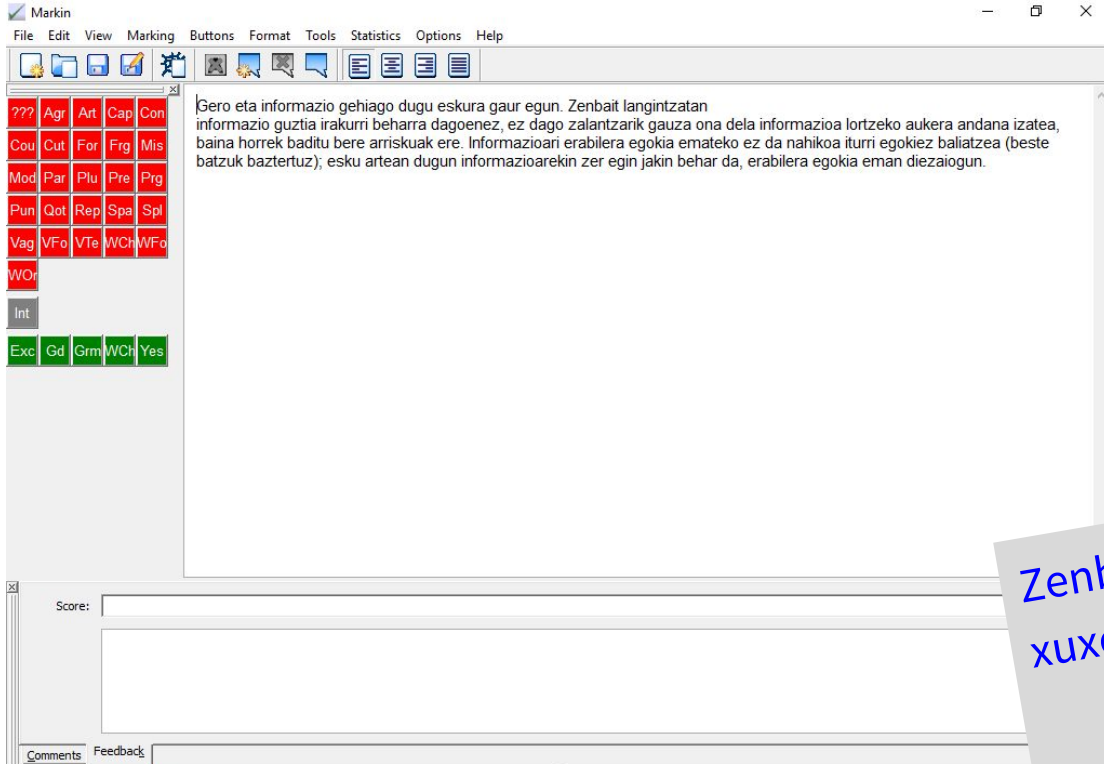 Markin
File Edit View Marking Buttons Format Tools Statistics Options Help
??? Agr Art Cap Con
Cou Cut For Frg Mis
Mod Par Plu Pre Prg
Pun Qot Rep Spa Spl
Vag VFo VTe WCh WFo
WOr
Int
Exc Gd Grm WCh Yes
Gero eta informazio gehiago dugu eskura gaur egun. Zenbait langintzatan
informazio guztia irakurri beharra dagoenez, ez dago zalantzarik gauza ona dela informazioa lortzeko aukera andana izatea,
baina horrek baditu bere arriskuak ere. Informazioari erabilera egokia emateko ez da nahikoa iturri egokiez baliatzea (beste
batzuk baztertuz); esku artean dugun informazioarekin zer egin jakin behar da, erabilera egokia eman diezaiogun.
Score:
Comments Feedback